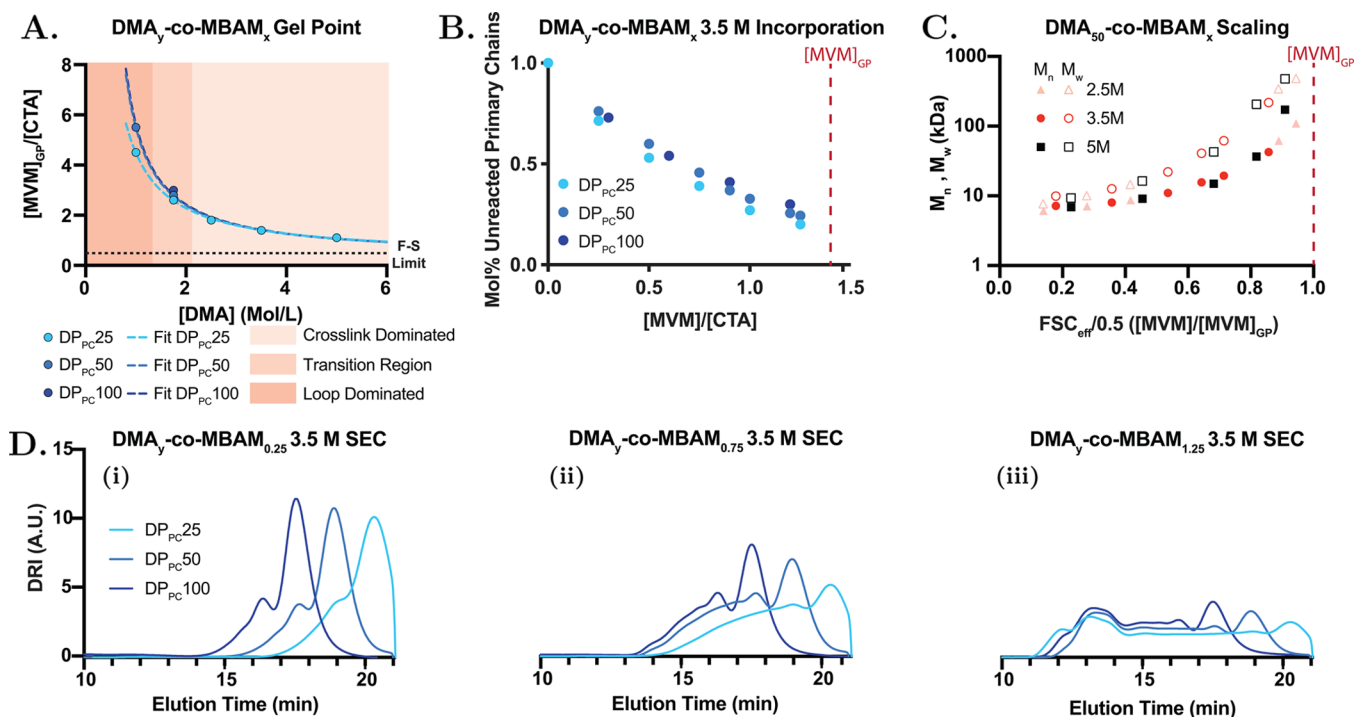 A.
DMAy-co-MBAMx Gel Point
[MVM]GP/[CTA]
8
6
4
2
0
F-S
Limit
0
2
4
6
[DMA] (Mol/L)
DPPC25
Fit DPPC25
Crosslink Dominated
DPPC50
Fit DPPC50
Transition Region
DPPC100
Fit DPPC100
Loop Dominated
B.
DMAy-co-MBAMx 3.5 M Incorporation
[MVM]GP
Mol% Unreacted Primary Chains
1.0
0.5
0.0
DPPC25
DPPC50
DPPC100
0.0
0.5
1.0
1.5
[MVM]/[CTA]
C.
DMA50-co-MBAMx Scaling
[MVM]GP
Mn, Mw (kDa)
1000
100
10
1
Mn Mw
2.5M
3.5M
5M
0.0
0.2
0.4
0.6
0.8
1.0
FSCeff/0.5 ([MVM]/[MVM]GP)
D.
DMAy-co-MBAM0.25 3.5 M SEC
(i)
DRI (A.U.)
15
10
5
0
DPPC25
DPPC50
DPPC100
10
15
20
Elution Time (min)
DMAy-co-MBAM0.75 3.5 M SEC
(ii)
10
15
20
Elution Time (min)
DMAy-co-MBAM1.25 3.5 M SEC
(iii)
10
15
20
Elution Time (min)